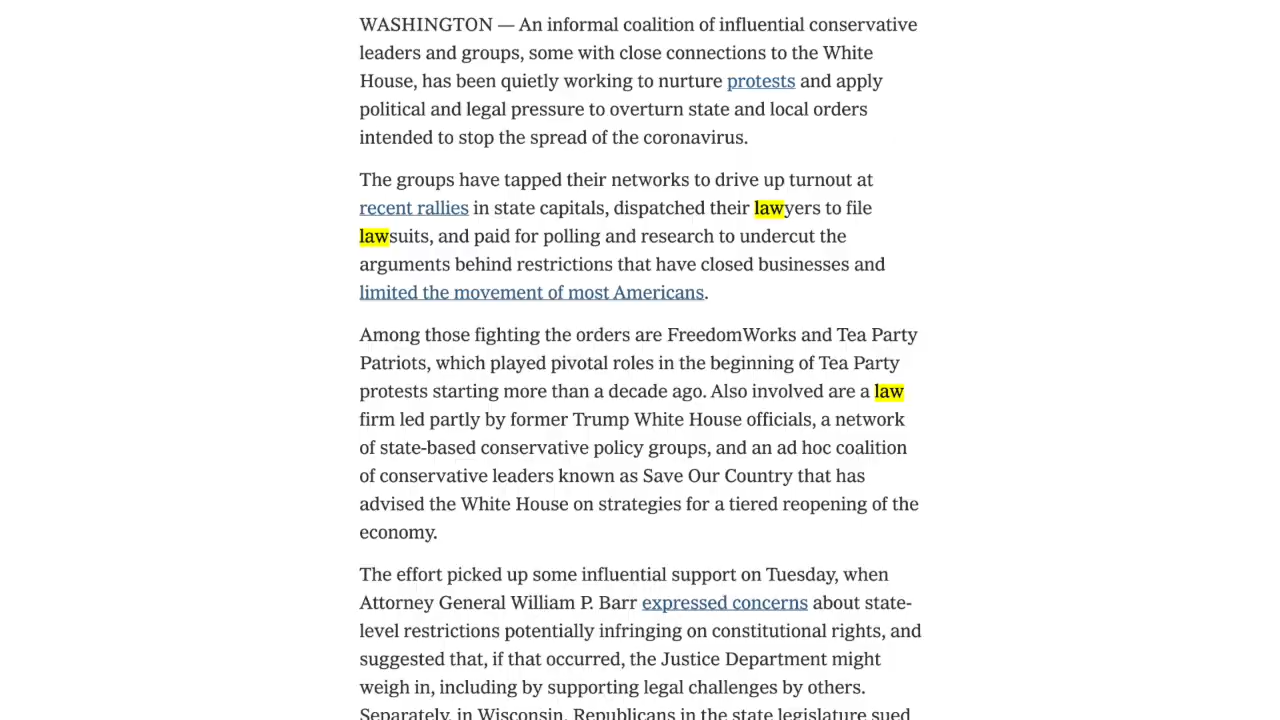 WASHINGTON — An informal coalition of influential conservative
leaders and groups, some with close connections to the White
House, has been quietly working to nurture protests and apply
political and legal pressure to overturn state and local orders
intended to stop the spread of the coronavirus.
The groups have tapped their networks to drive up turnout at
recent rallies in state capitals, dispatched their lawyers to file
lawsuits, and paid for polling and research to undercut the
arguments behind restrictions that have closed businesses and
limited the movement of most Americans.
Among those fighting the orders are FreedomWorks and Tea Party
Patriots, which played pivotal roles in the beginning of Tea Party
protests starting more than a decade ago. Also involved are a law
firm led partly by former Trump White House officials, a network
of state-based conservative policy groups, and an ad hoc coalition
of conservative leaders known as Save Our Country that has
advised the White House on strategies for a tiered reopening of the
economy.
The effort picked up some influential support on Tuesday, when
Attorney General William P. Barr expressed concerns about state-
level restrictions potentially infringing on constitutional rights, and
suggested that, if that occurred, the Justice Department might
weigh in, including by supporting legal challenges by others.
Separately, in Wisconsin, Republicans in the state legislature sued